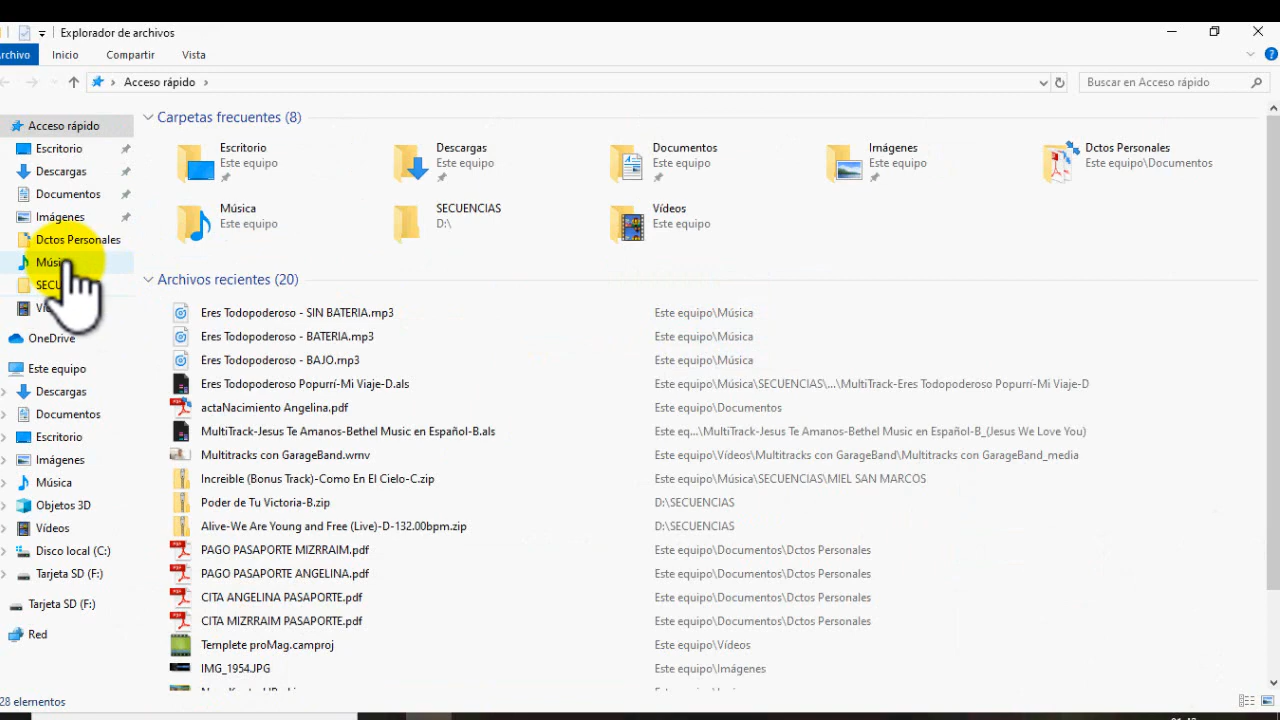 Explorador de archivos
Archivo Inicio Compartir Vista
Acceso rápido
Buscar en Acceso rápido
Acceso rápido
Escritorio
Descargas
Documentos
Imágenes
Dctos Personales
OneDrive
Este equipo
Descargas
Documentos
Escritorio
Imágenes
Música
Objetos 3D
Vídeos
Disco local (C:)
Tarjeta SD (F:)
Tarjeta SD (F:)
Red
Carpetas frecuentes (8)
Escritorio
Este equipo
Descargas
Este equipo
Documentos
Este equipo
Imágenes
Este equipo
Dctos Personales
Este equipo\Documentos
Música
Este equipo
SECUENCIAS
D:\
Vídeos
Este equipo
Archivos recientes (20)
Eres Todopoderoso - SIN BATERIA.mp3 Este equipo\Música
Eres Todopoderoso - BATERIA.mp3 Este equipo\Música
Eres Todopoderoso - BAJO.mp3 Este equipo\Música
Eres Todopoderoso Popurrí-Mi Viaje-D.als Este equipo\Música\SECUENCIAS\...\MultiTrack-Eres Todopoderoso Popurrí-Mi Viaje-D
actaNacimiento Angelina.pdf Este equipo\Documentos
MultiTrack-Jesus Te Amanos-Bethel Music en Español-B.als Este eq...\MultiTrack-Jesus Te Amanos-Bethel Music en Español-B_(Jesus We Love You)
Multitracks con GarageBand.wmv Este equipo\Vídeos\Multitracks con GarageBand\Multitracks con GarageBand_media
Increible (Bonus Track)-Como En El Cielo-C.zip Este equipo\Música\SECUENCIAS\MIEL SAN MARCOS
Poder de Tu Victoria-B.zip D:\SECUENCIAS
Alive-We Are Young and Free (Live)-D-132.00bpm.zip D:\SECUENCIAS
PAGO PASAPORTE MIZRRAIM.pdf Este equipo\Documentos\Dctos Personales
PAGO PASAPORTE ANGELINA.pdf Este equipo\Documentos\Dctos Personales
CITA ANGELINA PASAPORTE.pdf Este equipo\Documentos\Dctos Personales
CITA MIZRRAIM PASAPORTE.pdf Este equipo\Documentos\Dctos Personales
Templete proMag.camproj Este equipo\Vídeos
IMG_1954.JPG Este equipo\Imágenes
28 elementos